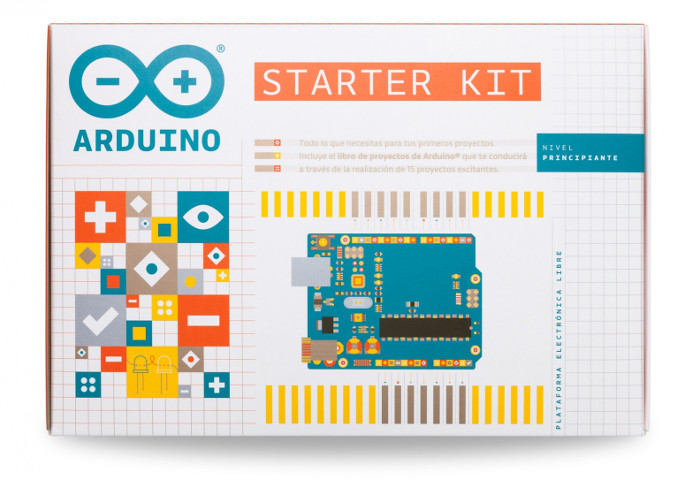 ARDUINO®
STARTER KIT
Todo lo que necesitas para tus primeros proyectos.
Incluye el libro de proyectos de Arduino® que te conducirá
a través de la realización de 15 proyectos excitantes.
NIVEL
PRINCIPIANTE
PLATAFORMA ELECTRÓNICA LIBRE